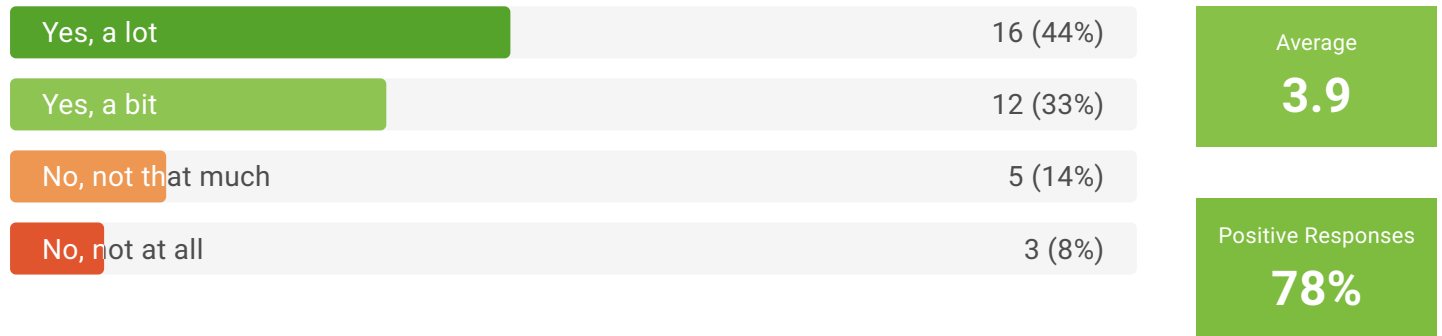 Yes, a lot 16 (44%)
Yes, a bit 12 (33%)
No, not that much 5 (14%)
No, not at all 3 (8%)
Average
3.9
Positive Responses
78%